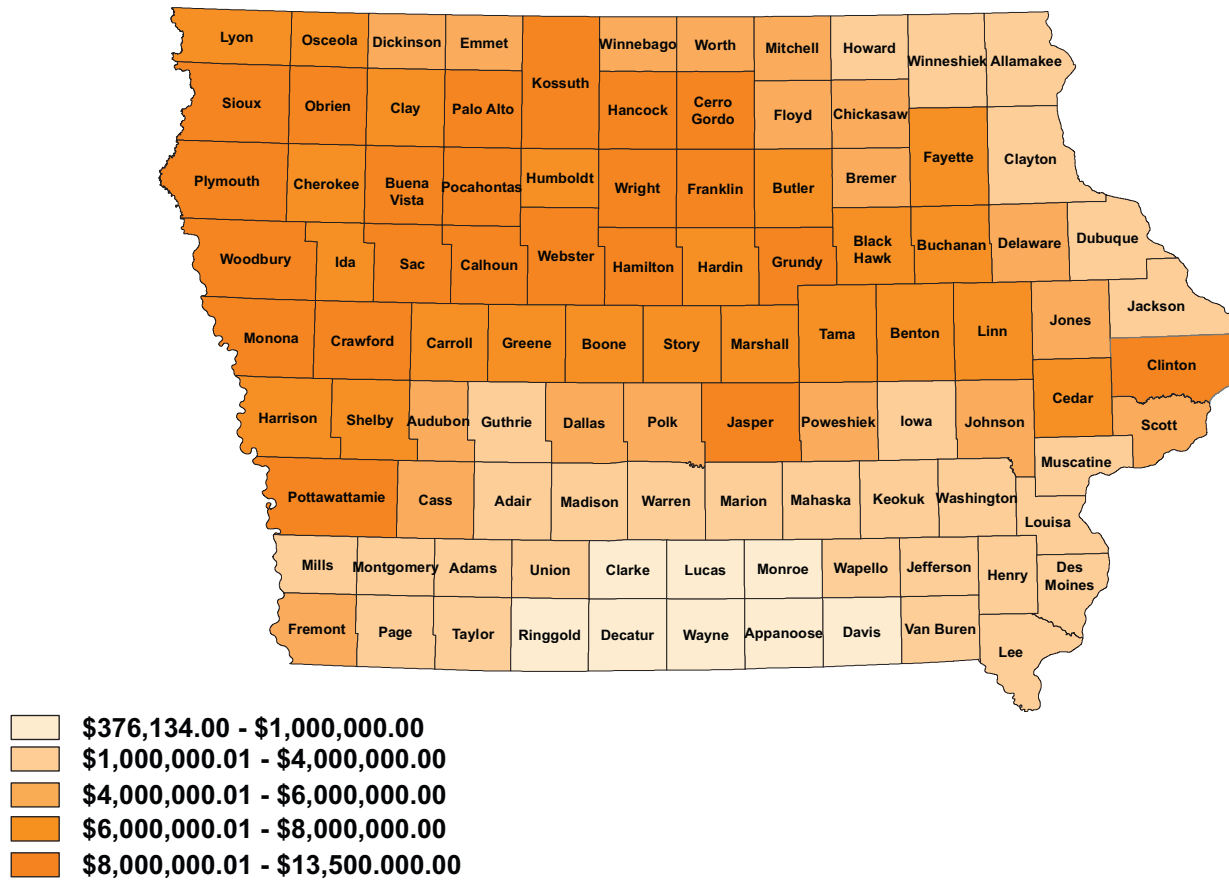 Lyon
Osceola
Dickinson
Emmet
Kossuth
Winnebago
Worth
Mitchell
Howard
Winneshiek
Allamakee
Sioux
Obrien
Clay
Palo Alto
Hancock
Cerro
Gordo
Floyd
Chickasaw
Fayette
Clayton
Plymouth
Cherokee
Buena
Vista
Pocahontas
Humboldt
Wright
Franklin
Butler
Bremer
Woodbury
Ida
Sac
Calhoun
Webster
Hamilton
Hardin
Grundy
Black
Hawk
Buchanan
Delaware
Dubuque
Jackson
Monona
Crawford
Carroll
Greene
Boone
Story
Marshall
Tama
Benton
Linn
Jones
Clinton
Harrison
Shelby
Audubon
Guthrie
Dallas
Polk
Jasper
Poweshiek
Iowa
Johnson
Cedar
Scott
Muscatine
Pottawattamie
Cass
Adair
Madison
Warren
Marion
Mahaska
Keokuk
Washington
Louisa
Mills
Montgomery
Adams
Union
Clarke
Lucas
Monroe
Wapello
Jefferson
Henry
Des
Moines
Fremont
Page
Taylor
Ringgold
Decatur
Wayne
Appanoose
Davis
Van Buren
Lee
$376,134.00 - $1,000,000.00
$1,000,000.01 - $4,000,000.00
$4,000,000.01 - $6,000,000.00
$6,000,000.01 - $8,000,000.00
$8,000,000.01 - $13,500.000.00